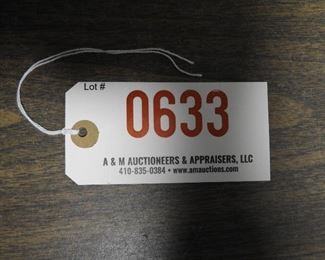 Lot #
0633
A & M AUCTIONEERS & APPRAISERS, LLC
410-835-0384 • www.amauctions.com